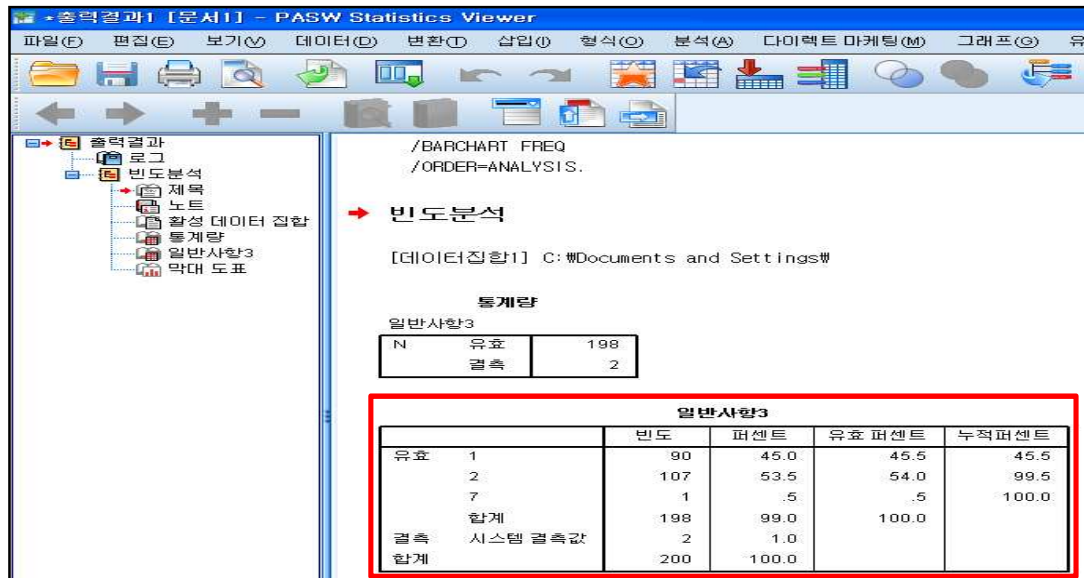 *출력결과1 [문서1] - PASW Statistics Viewer
파일(F) 편집(E) 보기(V) 데이터(D) 변환(T) 삽입(I) 형식(O) 분석(A) 다이렉트 마케팅(M) 그래프(G) 유
출력결과
로그
빈도분석
제목
노트
활성 데이터 집합
통계량
일반사항3
막대 도표
/BARCHART FREQ
/ORDER=ANALYSIS.
빈도분석
[데이터집합1] C:₩Documents and Settings₩
통계량
일반사항3
N 유효 198
결측 2
일반사항3
빈도 퍼센트 유효 퍼센트 누적퍼센트
유효 1 90 45.0 45.5 45.5
2 107 53.5 54.0 99.5
7 1 .5 .5 100.0
합계 198 99.0 100.0
결측 시스템 결측값 2 1.0
합계 200 100.0